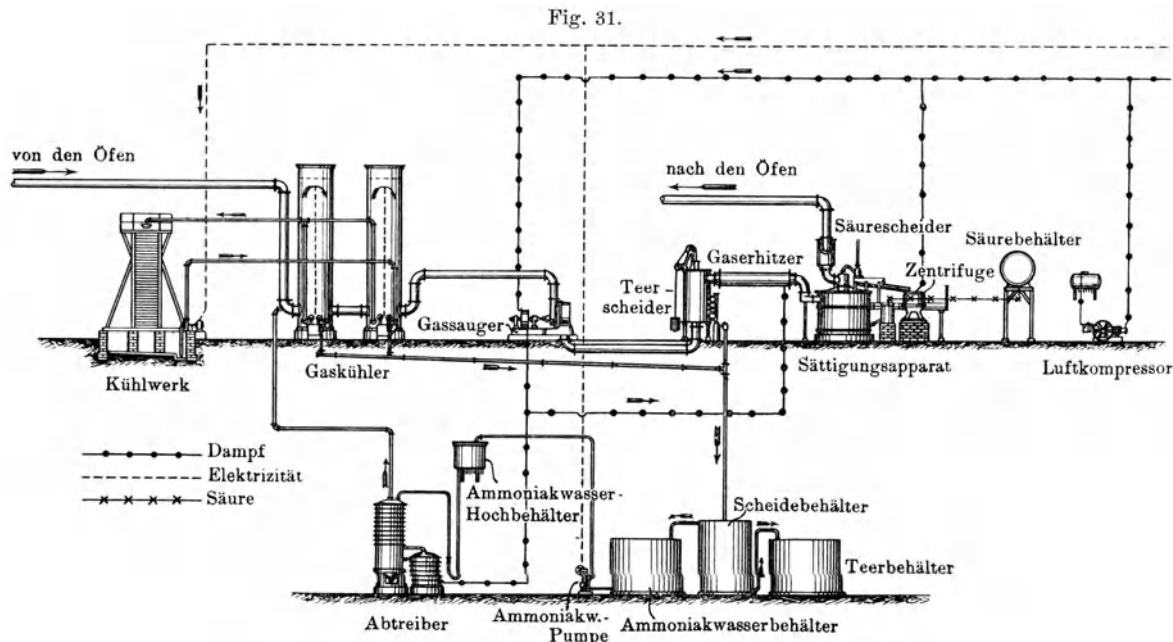 Fig. 31.
von den Öfen
nach den Öfen
Säurescheider
Säurebehälter
Gaserhitzer
Zentrifuge
Teer-
scheider
Gassauger
Kühlwerk
Gaskühler
Sättigungsapparat
Luftkompressor
Dampf
Elektrizität
Säure
Ammoniakwasser-
Hochbehälter
Scheidebehälter
Teerbehälter
Abtreiber
Ammoniakw.-
Pumpe
Ammoniakwasserbehälter